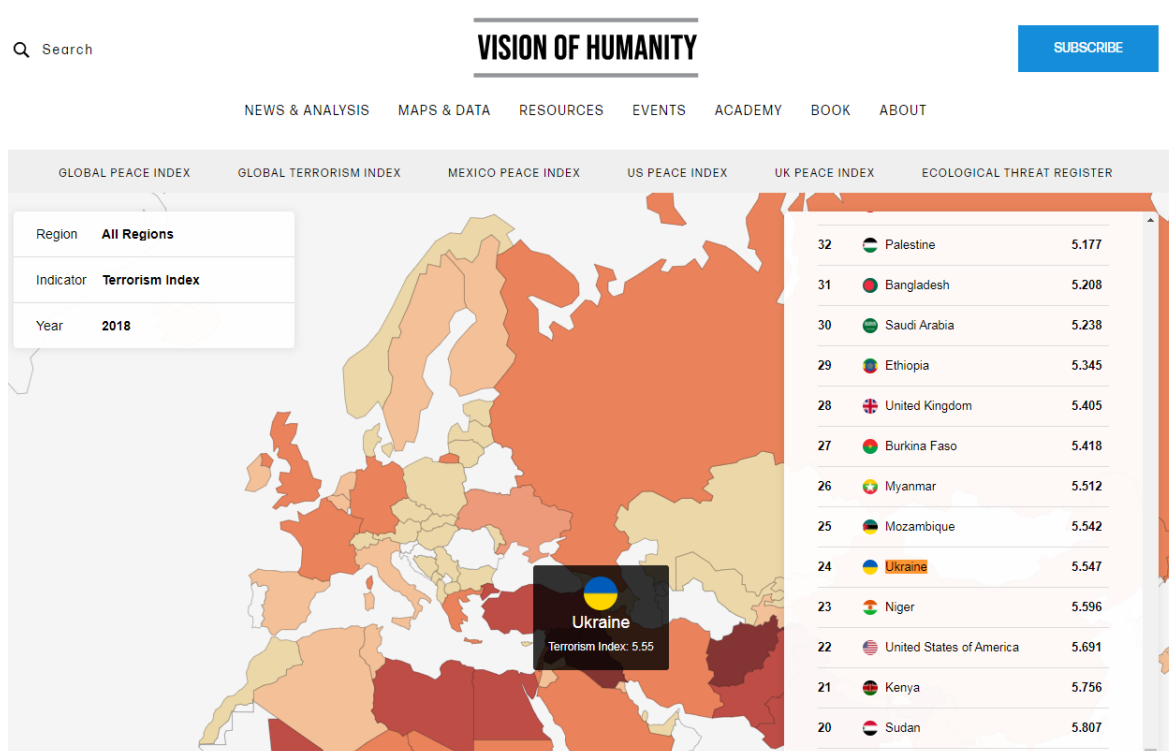 Search
VISION OF HUMANITY
SUBSCRIBE
NEWS & ANALYSIS MAPS & DATA RESOURCES EVENTS ACADEMY BOOK ABOUT
GLOBAL PEACE INDEX GLOBAL TERRORISM INDEX MEXICO PEACE INDEX US PEACE INDEX UK PEACE INDEX ECOLOGICAL THREAT REGISTER
Region All Regions
Indicator Terrorism Index
Year 2018
32 Palestine 5.177
31 Bangladesh 5.208
30 Saudi Arabia 5.238
29 Ethiopia 5.345
28 United Kingdom 5.405
27 Burkina Faso 5.418
26 Myanmar 5.512
25 Mozambique 5.542
24 Ukraine 5.547
23 Niger 5.596
22 United States of America 5.691
21 Kenya 5.756
20 Sudan 5.807
Ukraine
Terrorism Index: 5.55